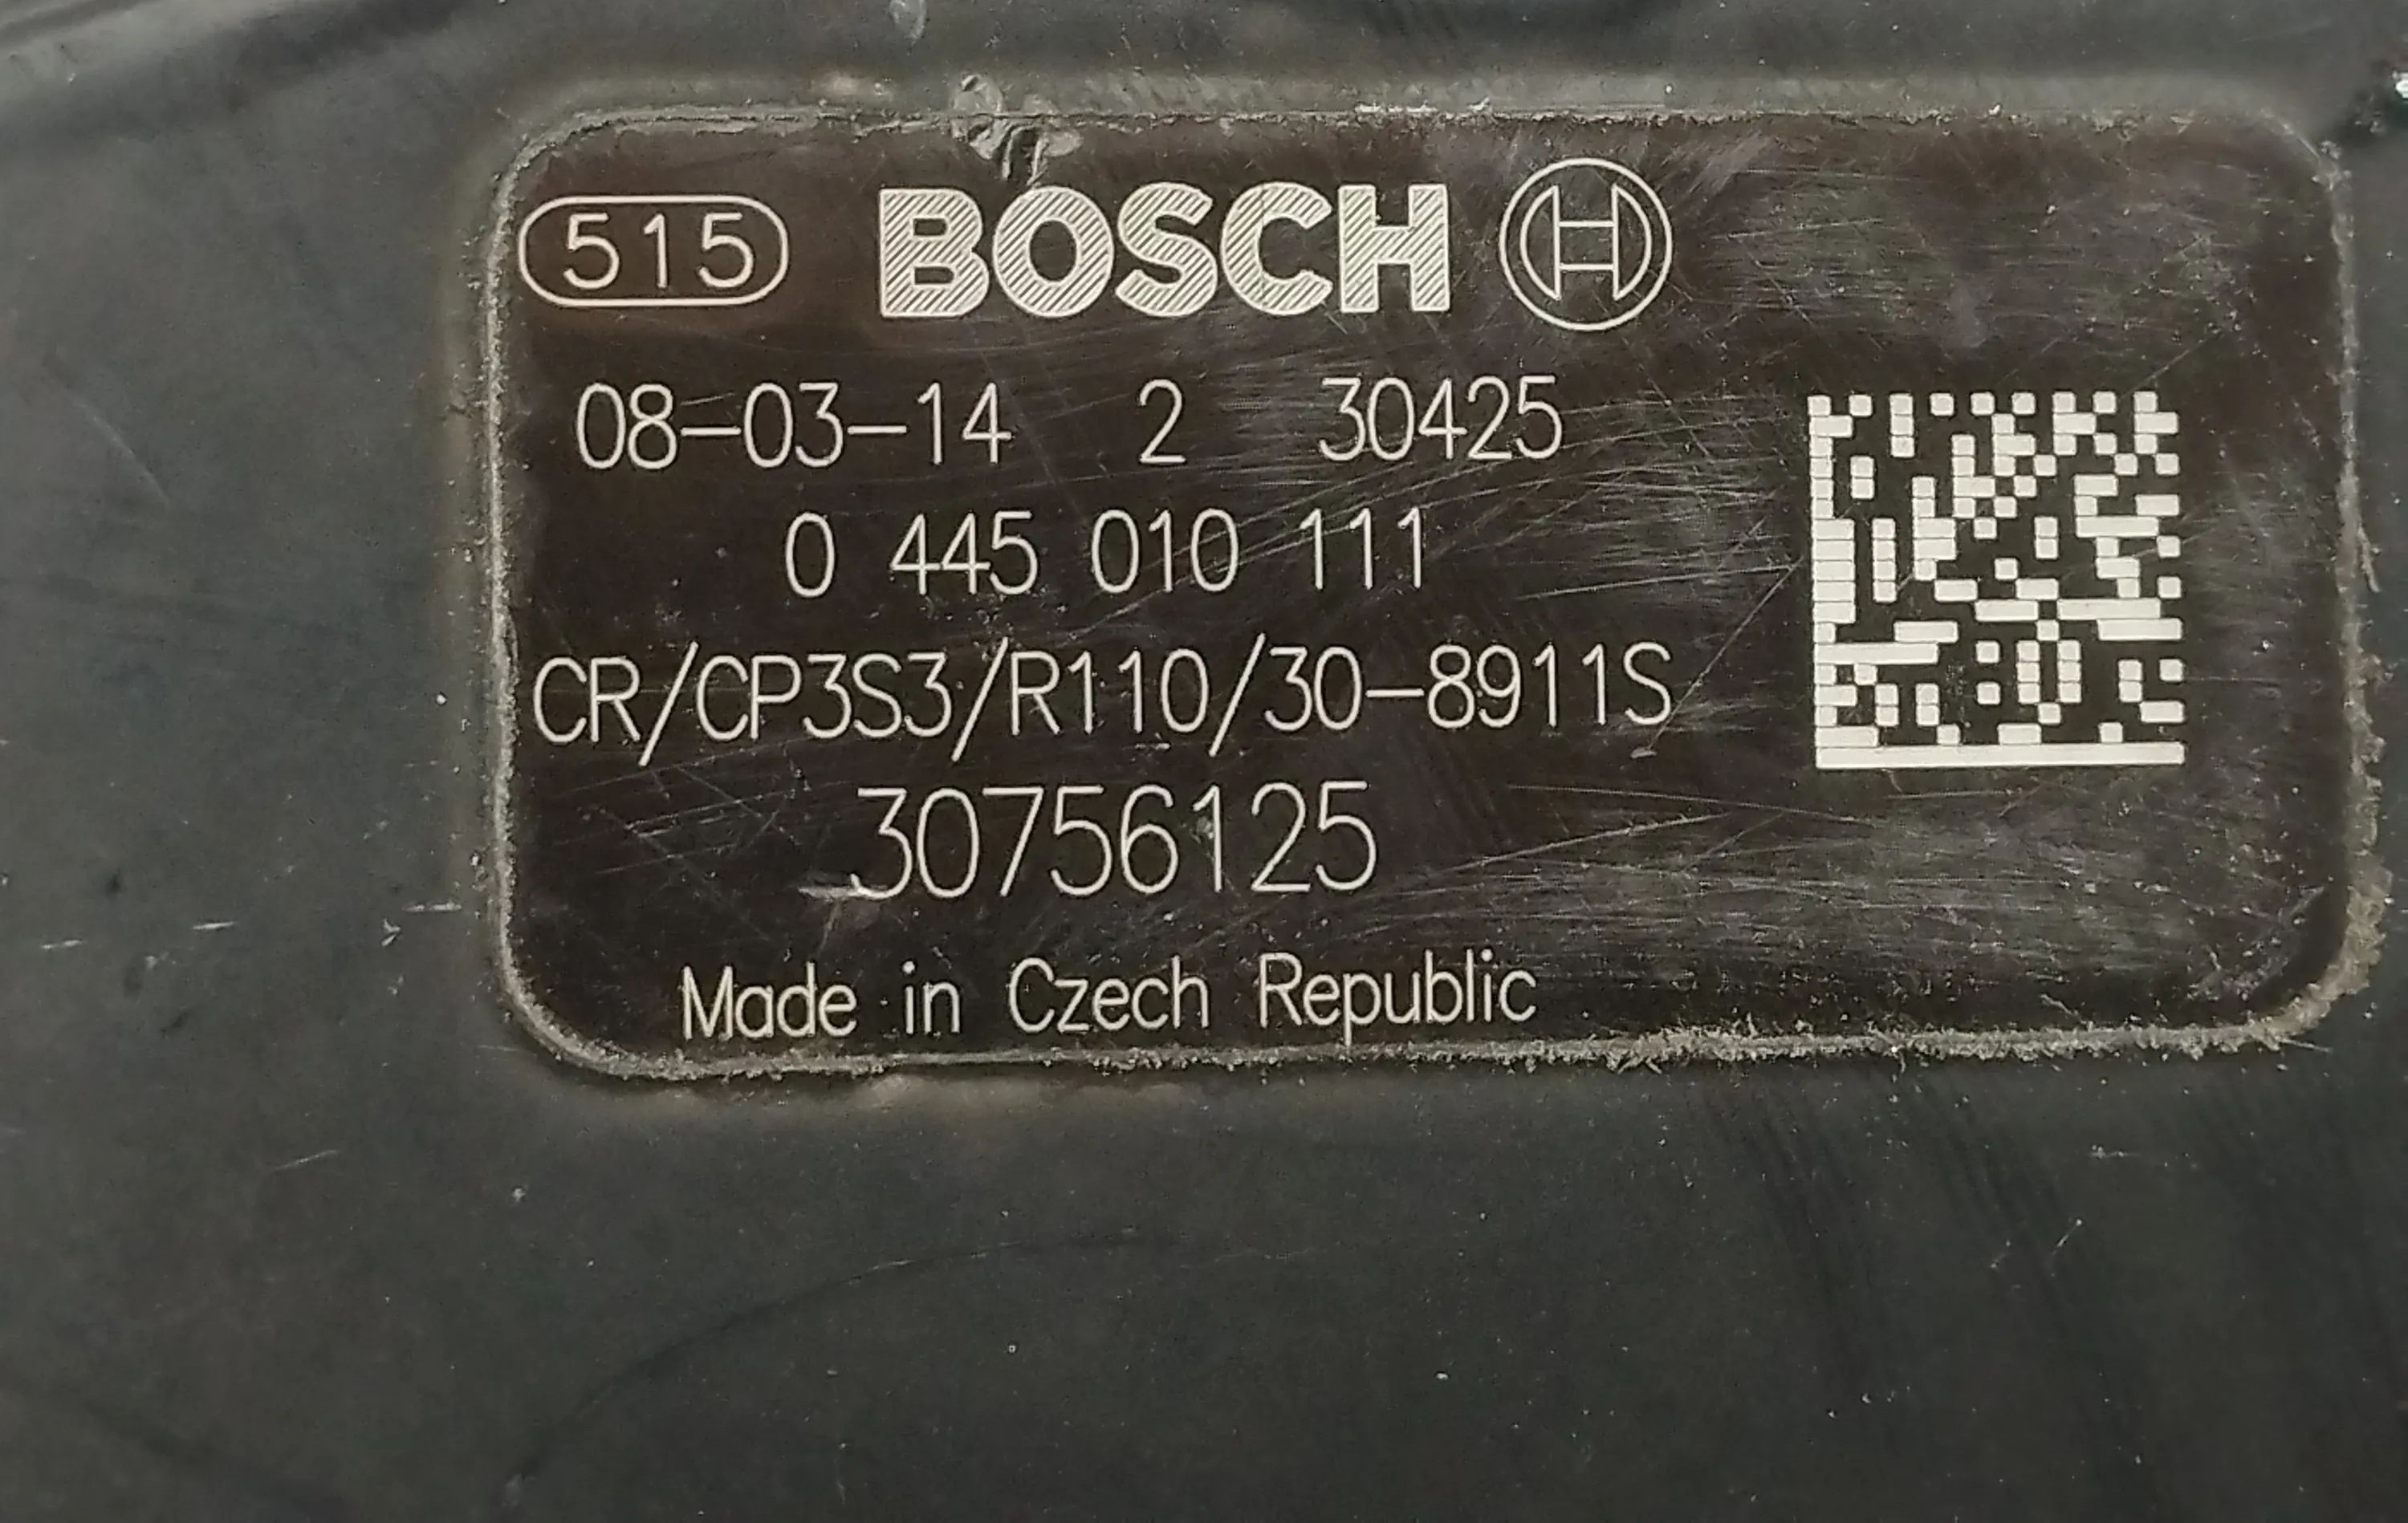 515 BOSCH
08-03-14 2 30425
0 445 010 111
CR/CP3S3/R110/30-8911S
30756125
Made in Czech Republic